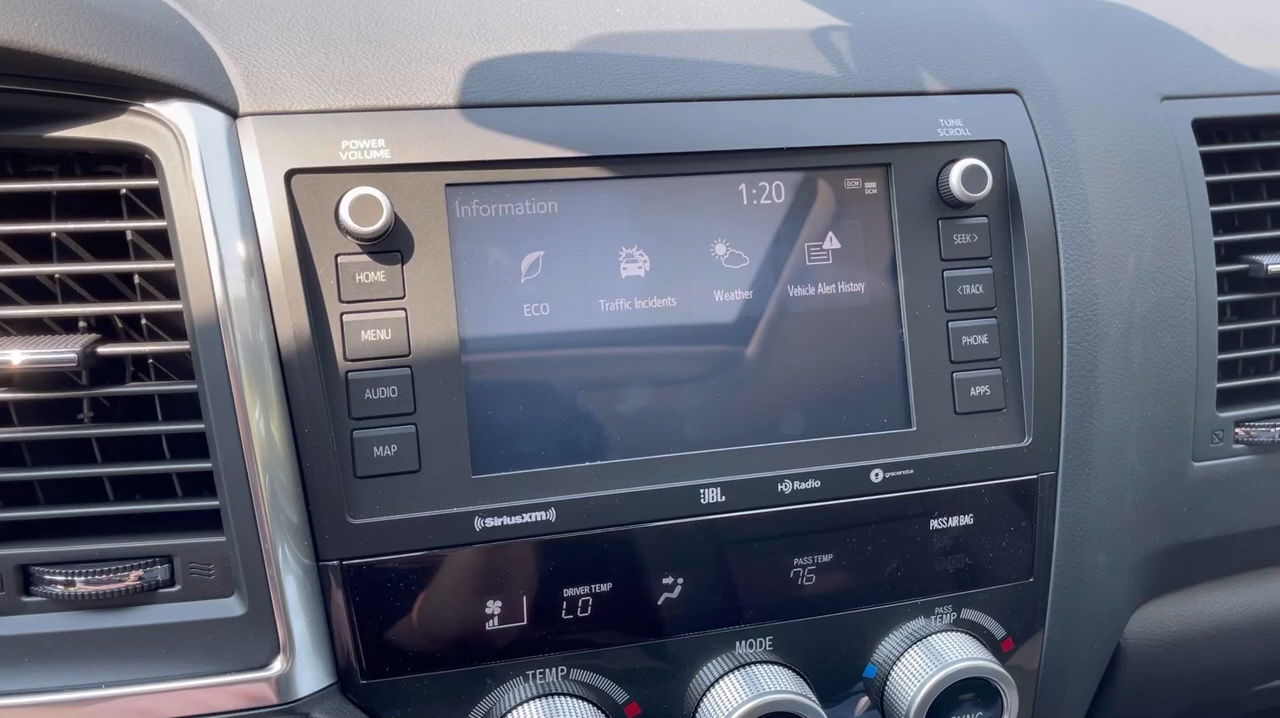 POWER
VOLUME
TUNE
SCROLL
Information
1:20
DCM
DCM
HOME
MENU
AUDIO
MAP
ECO
Traffic Incidents
Weather
Vehicle Alert History
SEEK >
< TRACK
PHONE
APPS
SiriusXM
JBL
HD Radio
gracenote
PASS AIR BAG
DRIVER TEMP
LO
PASS TEMP
76
TEMP
MODE
PASS
TEMP